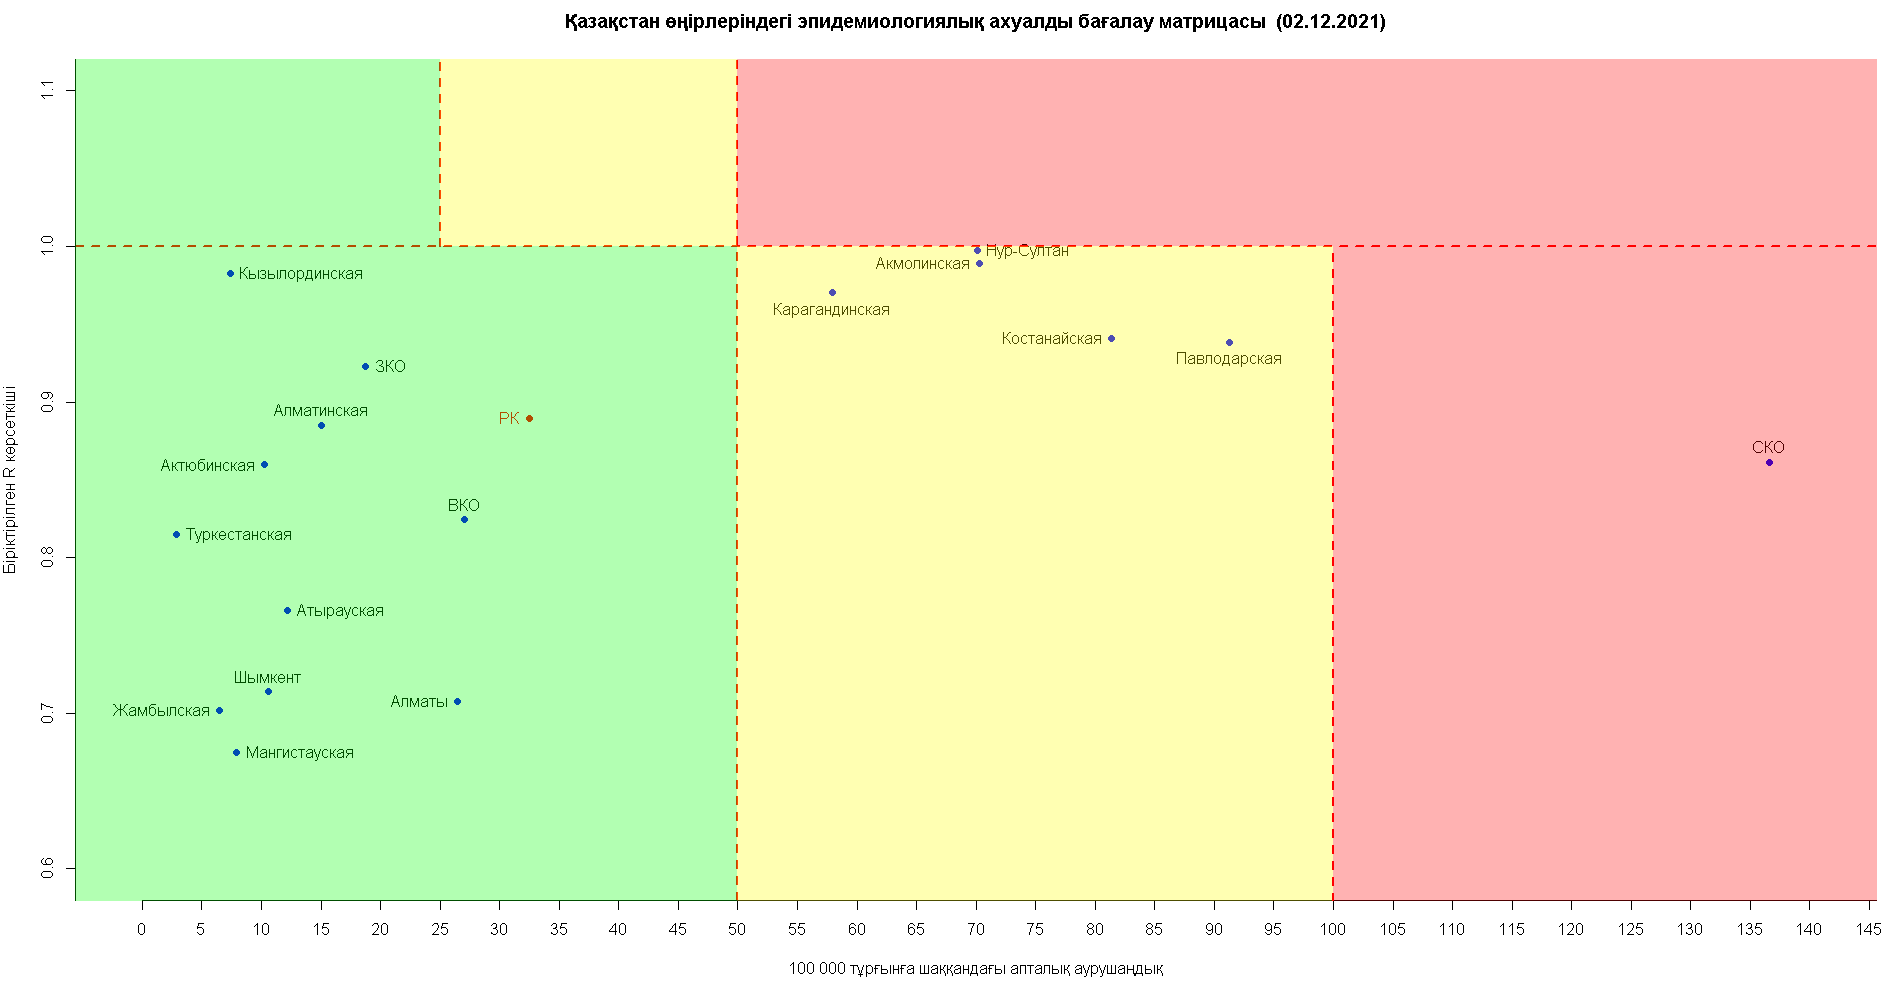 Қазақстан өңірлеріндегі эпидемиологиялық ахуалды бағалау матрицасы (02.12.2021)
Біріктірілген R көрсеткіші
1.1
1.0
0.9
0.8
0.7
0.6
Нур-Султан
Акмолинская
Кызылординская
Карагандинская
Костанайская
Павлодарская
ЗКО
Алматинская
РК
СКО
Актюбинская
ВКО
Туркестанская
Атырауская
Шымкент
Алматы
Жамбылская
Мангистауская
0 5 10 15 20 25 30 35 40 45 50 55 60 65 70 75 80 85 90 95 100 105 110 115 120 125 130 135 140 145
100 000 тұрғынға шаққандағы апталық аурушаңдық